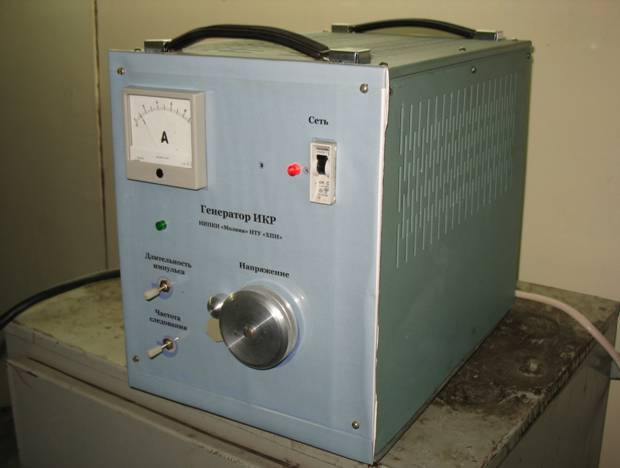 A
Сеть
Генератор ИКР
НИПКИ «Молния» НТУ «ХПИ»
Длительность
импульса
Напряжение
Частота
следования